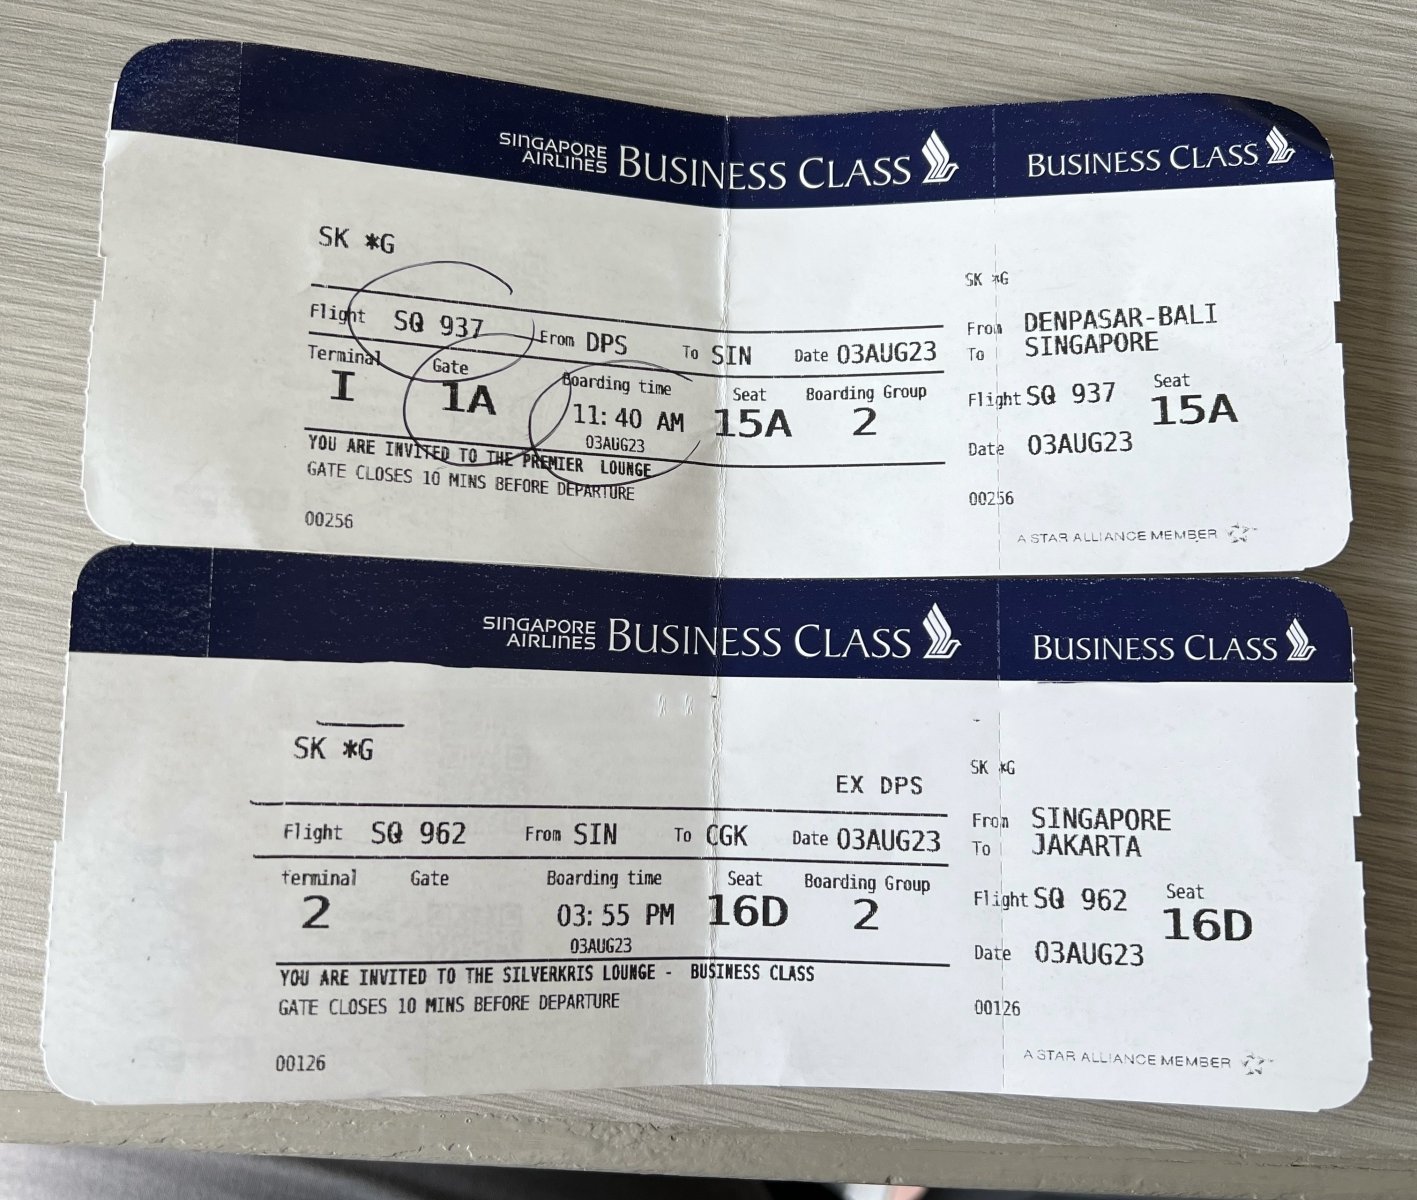 SINGAPORE AIRLINES BUSINESS CLASS
BUSINESS CLASS
SK *G
Flight SQ 937 From DPS To SIN Date 03AUG23
Terminal Gate Boarding time Seat Boarding Group
I 1A 11:40 AM 15A 2
03AUG23
YOU ARE INVITED TO THE PREMIER LOUNGE
GATE CLOSES 10 MINS BEFORE DEPARTURE
00256
SK *G
From DENPASAR-BALI
To SINGAPORE
Flight SQ 937 Seat
15A
Date 03AUG23
00256
A STAR ALLIANCE MEMBER
SINGAPORE AIRLINES BUSINESS CLASS
BUSINESS CLASS
SK *G
EX DPS
Flight SQ 962 From SIN To CGK Date 03AUG23
Terminal Gate Boarding time Seat Boarding Group
2 03:55 PM 16D 2
03AUG23
YOU ARE INVITED TO THE SILVERKRIS LOUNGE - BUSINESS CLASS
GATE CLOSES 10 MINS BEFORE DEPARTURE
00126
SK *G
From SINGAPORE
To JAKARTA
Flight SQ 962 Seat
16D
Date 03AUG23
00126
A STAR ALLIANCE MEMBER